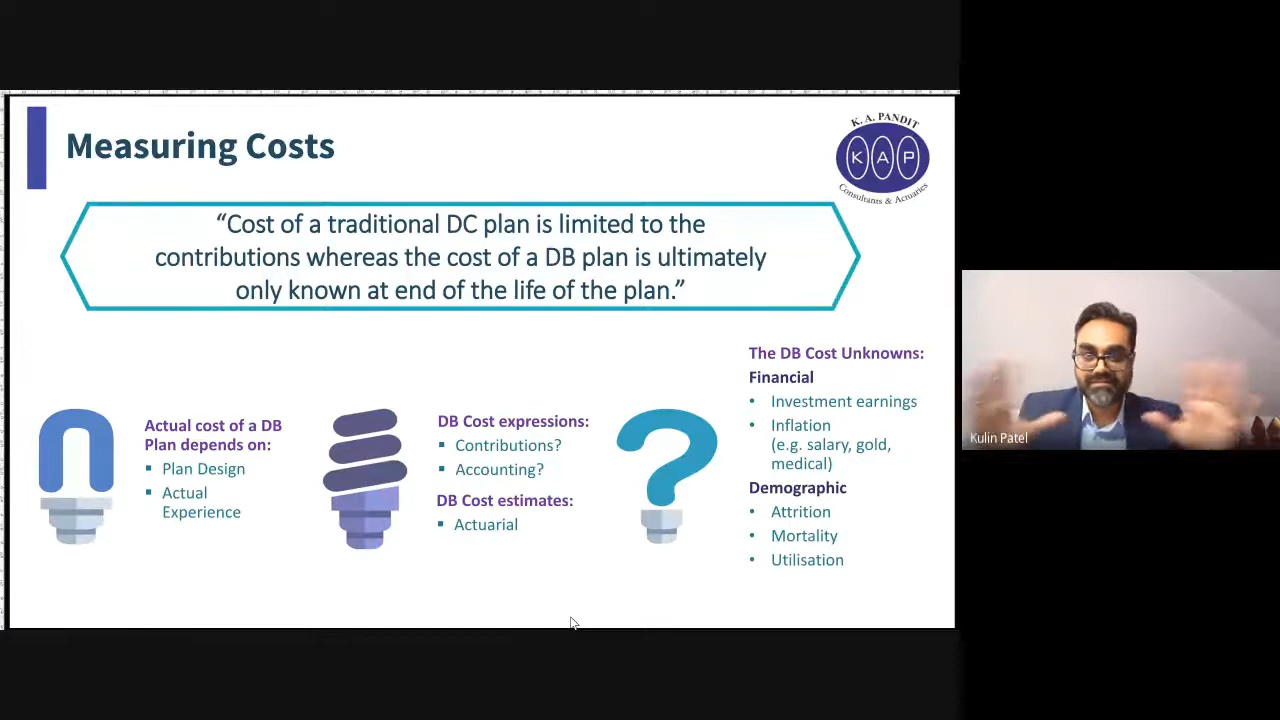 Measuring Costs
K. A. PANDIT
K A P
Consultants & Actuaries
“Cost of a traditional DC plan is limited to the
contributions whereas the cost of a DB plan is ultimately
only known at end of the life of the plan.”
Actual cost of a DB
Plan depends on:
▪ Plan Design
▪ Actual
Experience
DB Cost expressions:
▪ Contributions?
▪ Accounting?
DB Cost estimates:
▪ Actuarial
The DB Cost Unknowns:
Financial
• Investment earnings
• Inflation
(e.g. salary, gold,
medical)
Demographic
• Attrition
• Mortality
• Utilisation
Kulin Patel